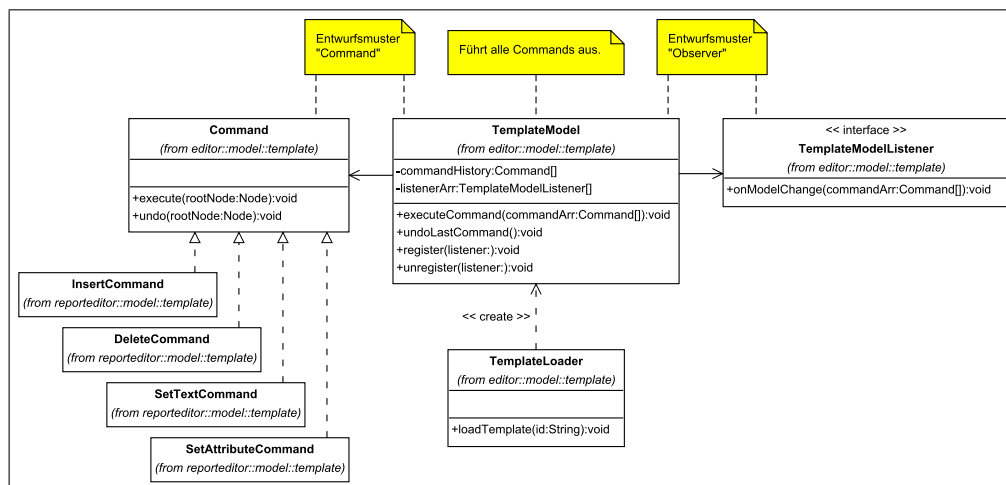 Entwurfsmuster
"Command"
Führt alle Commands aus.
Entwurfsmuster
"Observer"
Command
(from editor::model::template)
+execute(rootNode:Node):void
+undo(rootNode:Node):void
TemplateModel
(from editor::model::template)
-commandHistory:Command[]
-listenerArr:TemplateModelListener[]
+executeCommand(commandArr:Command[]):void
+undoLastCommand():void
+register(listener:):void
+unregister(listener:):void
<< interface >>
TemplateModelListener
(from editor::model::template)
+onModelChange(commandArr:Command[]):void
InsertCommand
(from reporteditor::model::template)
DeleteCommand
(from reporteditor::model::template)
SetTextCommand
(from reporteditor::model::template)
SetAttributeCommand
(from reporteditor::model::template)
<< create >>
TemplateLoader
(from editor::model::template)
+loadTemplate(id:String):void